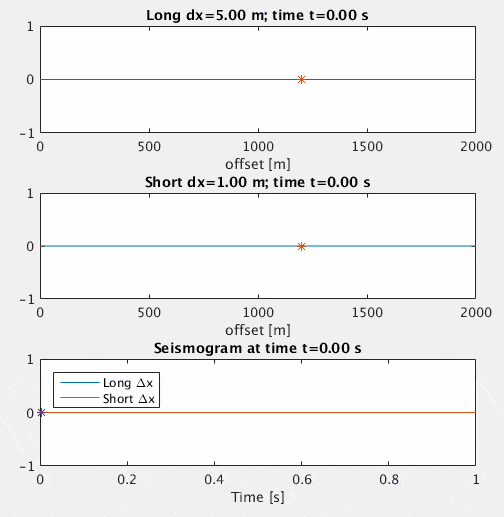 Long dx=5.00 m; time t=0.00 s
1
0
-1
0 500 1000 1500 2000
offset [m]
Short dx=1.00 m; time t=0.00 s
1
0
-1
0 500 1000 1500 2000
offset [m]
Seismogram at time t=0.00 s
1
Long Δx
Short Δx
0
-1
0 0.2 0.4 0.6 0.8 1
Time [s]